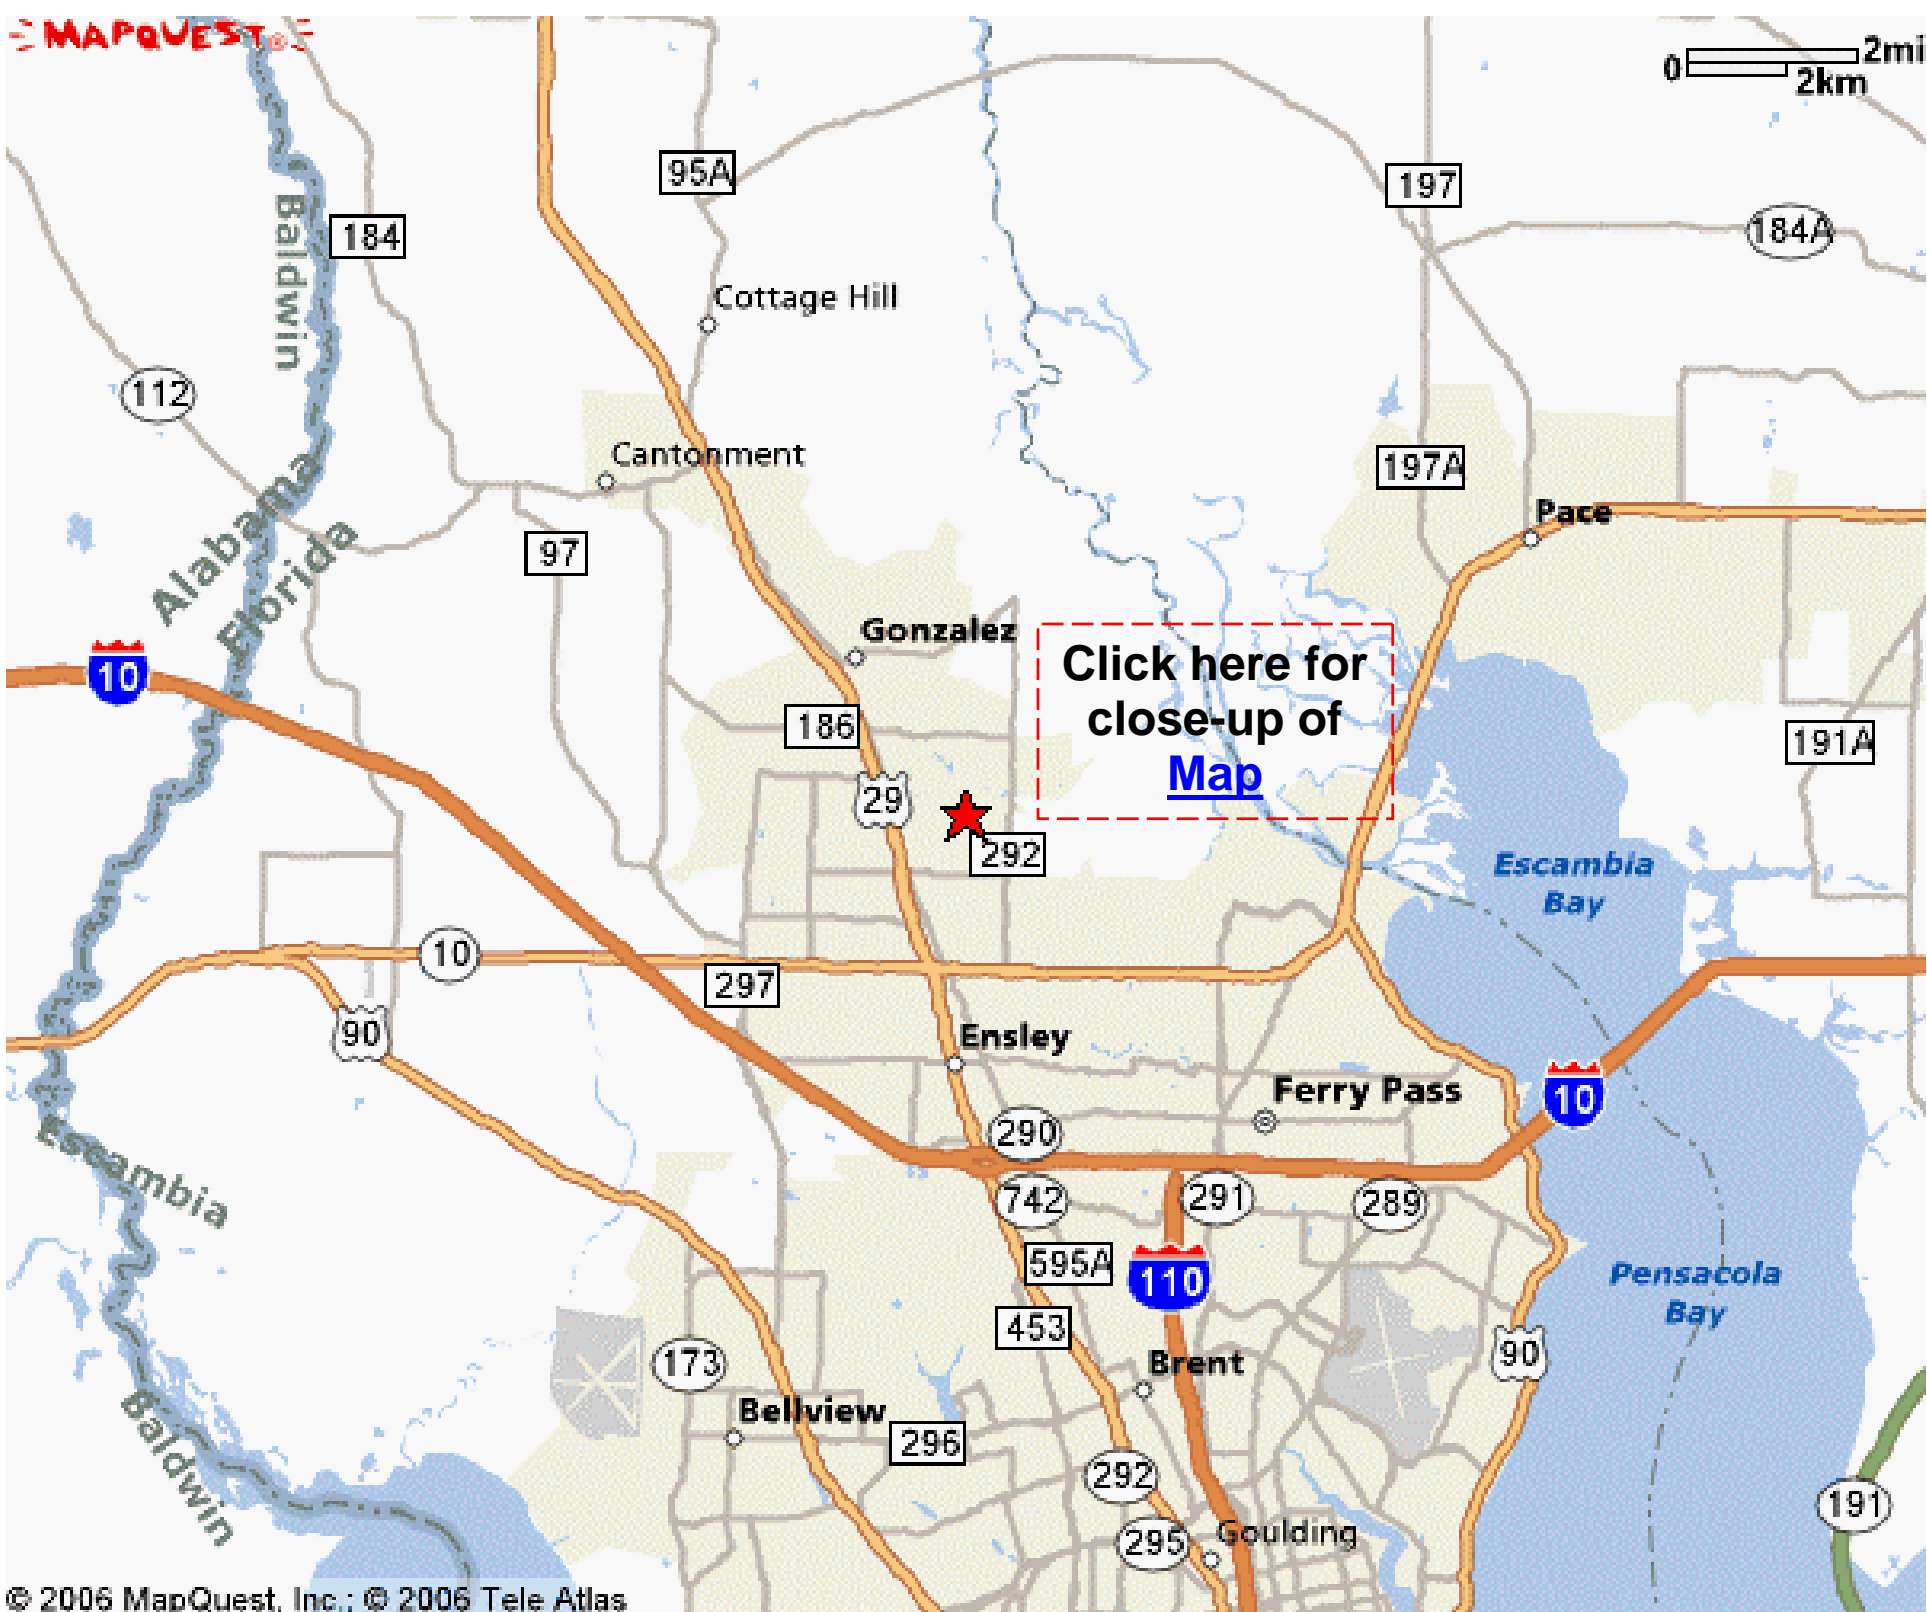 MAPQUEST®
2mi
0
2km
95A
197
184A
Baldwin
184
Cottage Hill
112
Cantonment
197A
Alabama
Florida
97
Pace
Gonzalez
10
Click here for
close-up of
Map
186
191A
29
292
Escambia
Bay
10
297
90
Ensley
Ferry Pass
10
290
Escambia
742
291
289
595A
110
453
Pensacola
Bay
90
173
Brent
Bellview
296
Baldwin
292
191
295
Goulding
© 2006 MapQuest, Inc.; © 2006 Tele Atlas